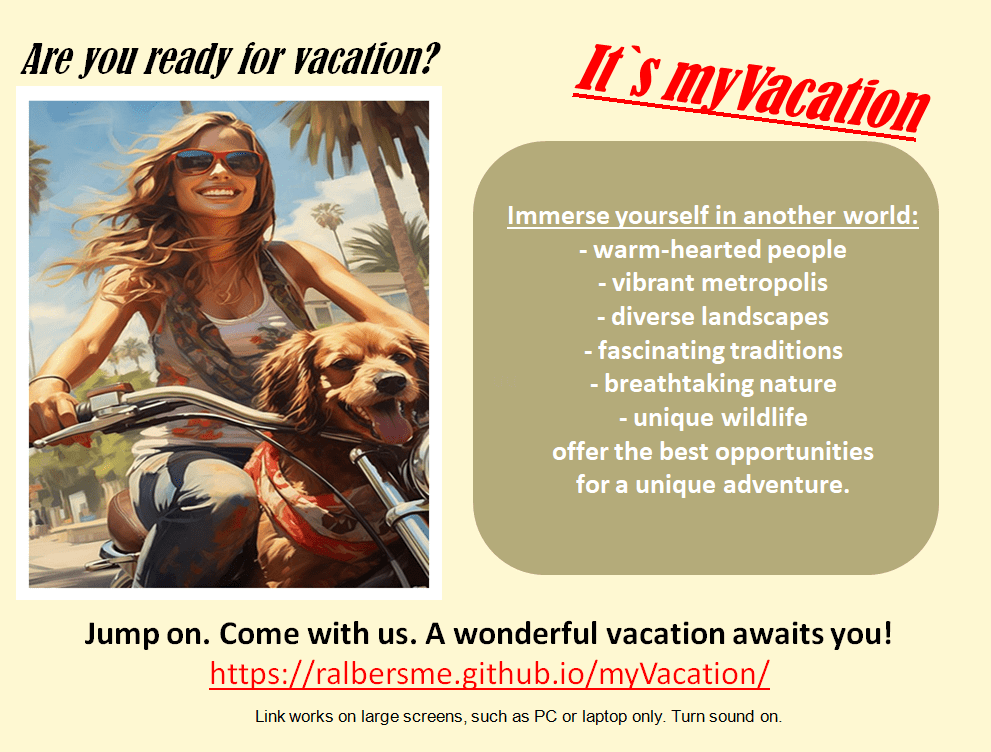 Are you ready for vacation?
It`s myVacation
Immerse yourself in another world:
- warm-hearted people
- vibrant metropolis
- diverse landscapes
- fascinating traditions
- breathtaking nature
- unique wildlife
offer the best opportunities
for a unique adventure.
Jump on. Come with us. A wonderful vacation awaits you!
https://ralbersme.github.io/myVacation/
Link works on large screens, such as PC or laptop only. Turn sound on.